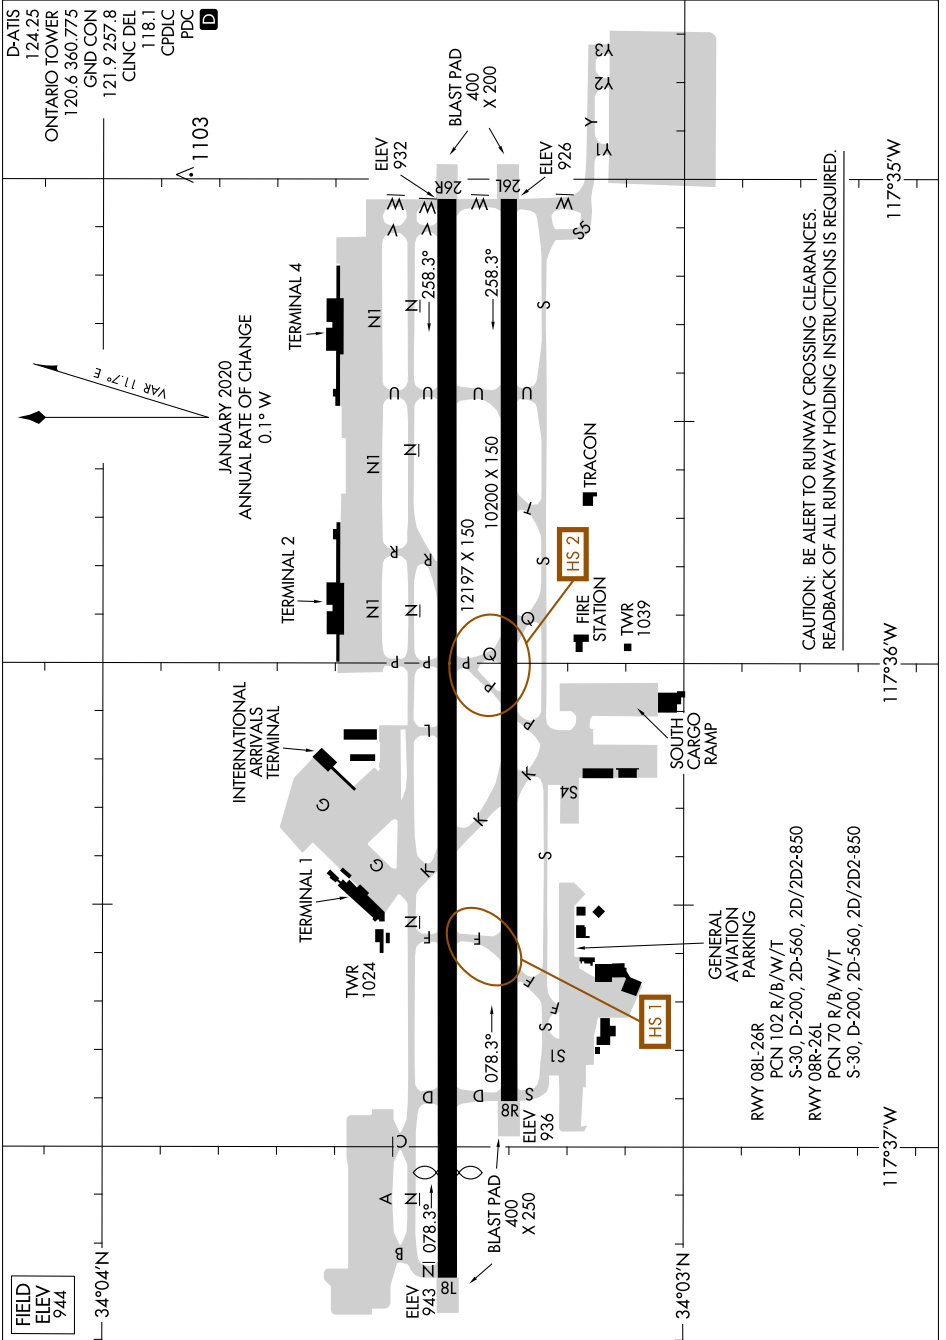 D-ATIS
124.25
ONTARIO TOWER
120.6 360.775
GND CON
121.9 257.8
CLNC DEL
118.1
CPDLC
PDC
D
FIELD
ELEV
944
34°04'N
34°03'N
117°35'W
117°36'W
117°37'W
1103
VAR 11.7° E
JANUARY 2020
ANNUAL RATE OF CHANGE
0.1° W
BLAST PAD
400
X 200
ELEV
932
ELEV
926
26R
26L
Y3
Y2
Y
Y1
W
W
W
W
V
V
S5
TERMINAL 4
N1
N
258.3°
258.3°
S
U
U
U
U
N1
N
10200 X 150
12197 X 150
T
TRACON
TERMINAL 2
R
R
N1
N
S
HS 2
Q
Q
FIRE
STATION
TWR
1039
P
P
P
P
P
L
INTERNATIONAL
ARRIVALS
TERMINAL
SOUTH
CARGO
RAMP
G
G
K
K
K
S4
S
TERMINAL 1
TWR
1024
N
F
F
F
F
S
S1
HS 1
GENERAL
AVIATION
PARKING
078.3°
D
D
S
8R
ELEV
936
C
A
B
N
N
078.3°
8L
ELEV
943
BLAST PAD
400
X 250
RWY 08L-26R
PCN 102 R/B/W/T
S-30, D-200, 2D-560, 2D/2D2-850
RWY 08R-26L
PCN 70 R/B/W/T
S-30, D-200, 2D-560, 2D/2D2-850
CAUTION: BE ALERT TO RUNWAY CROSSING CLEARANCES.
READBACK OF ALL RUNWAY HOLDING INSTRUCTIONS IS REQUIRED.